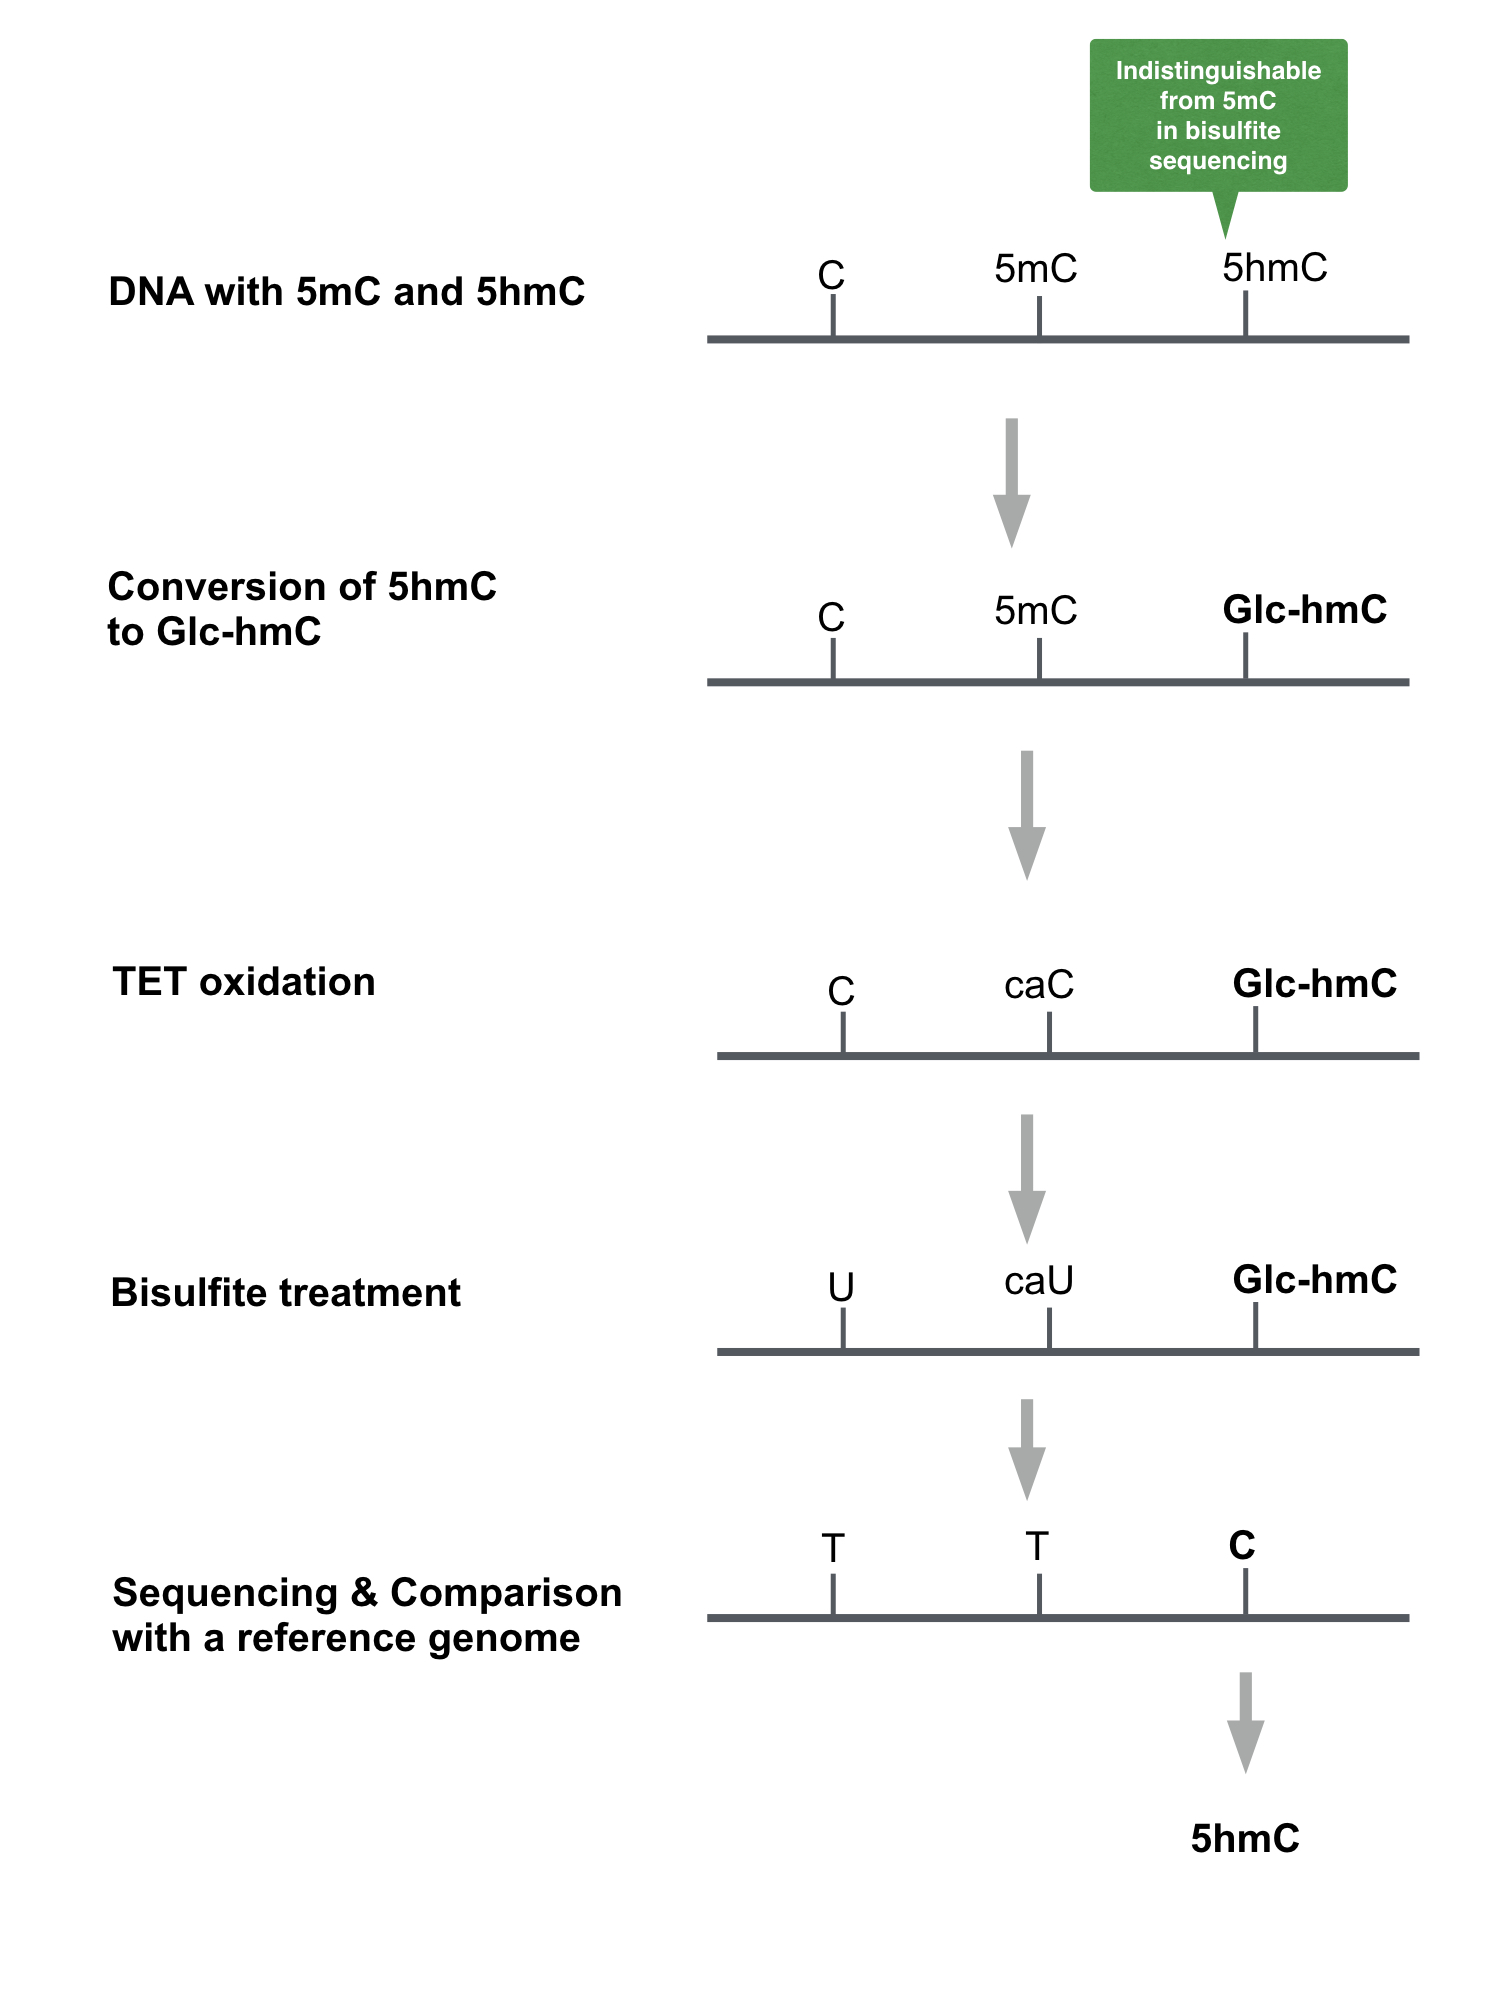 Indistinguishable
from 5mC
in bisulfite
sequencing
DNA with 5mC and 5hmC
C 5mC 5hmC
Conversion of 5hmC
to Glc-hmC
C 5mC Glc-hmC
TET oxidation
C caC Glc-hmC
Bisulfite treatment
U caU Glc-hmC
T T C
Sequencing & Comparison
with a reference genome
5hmC